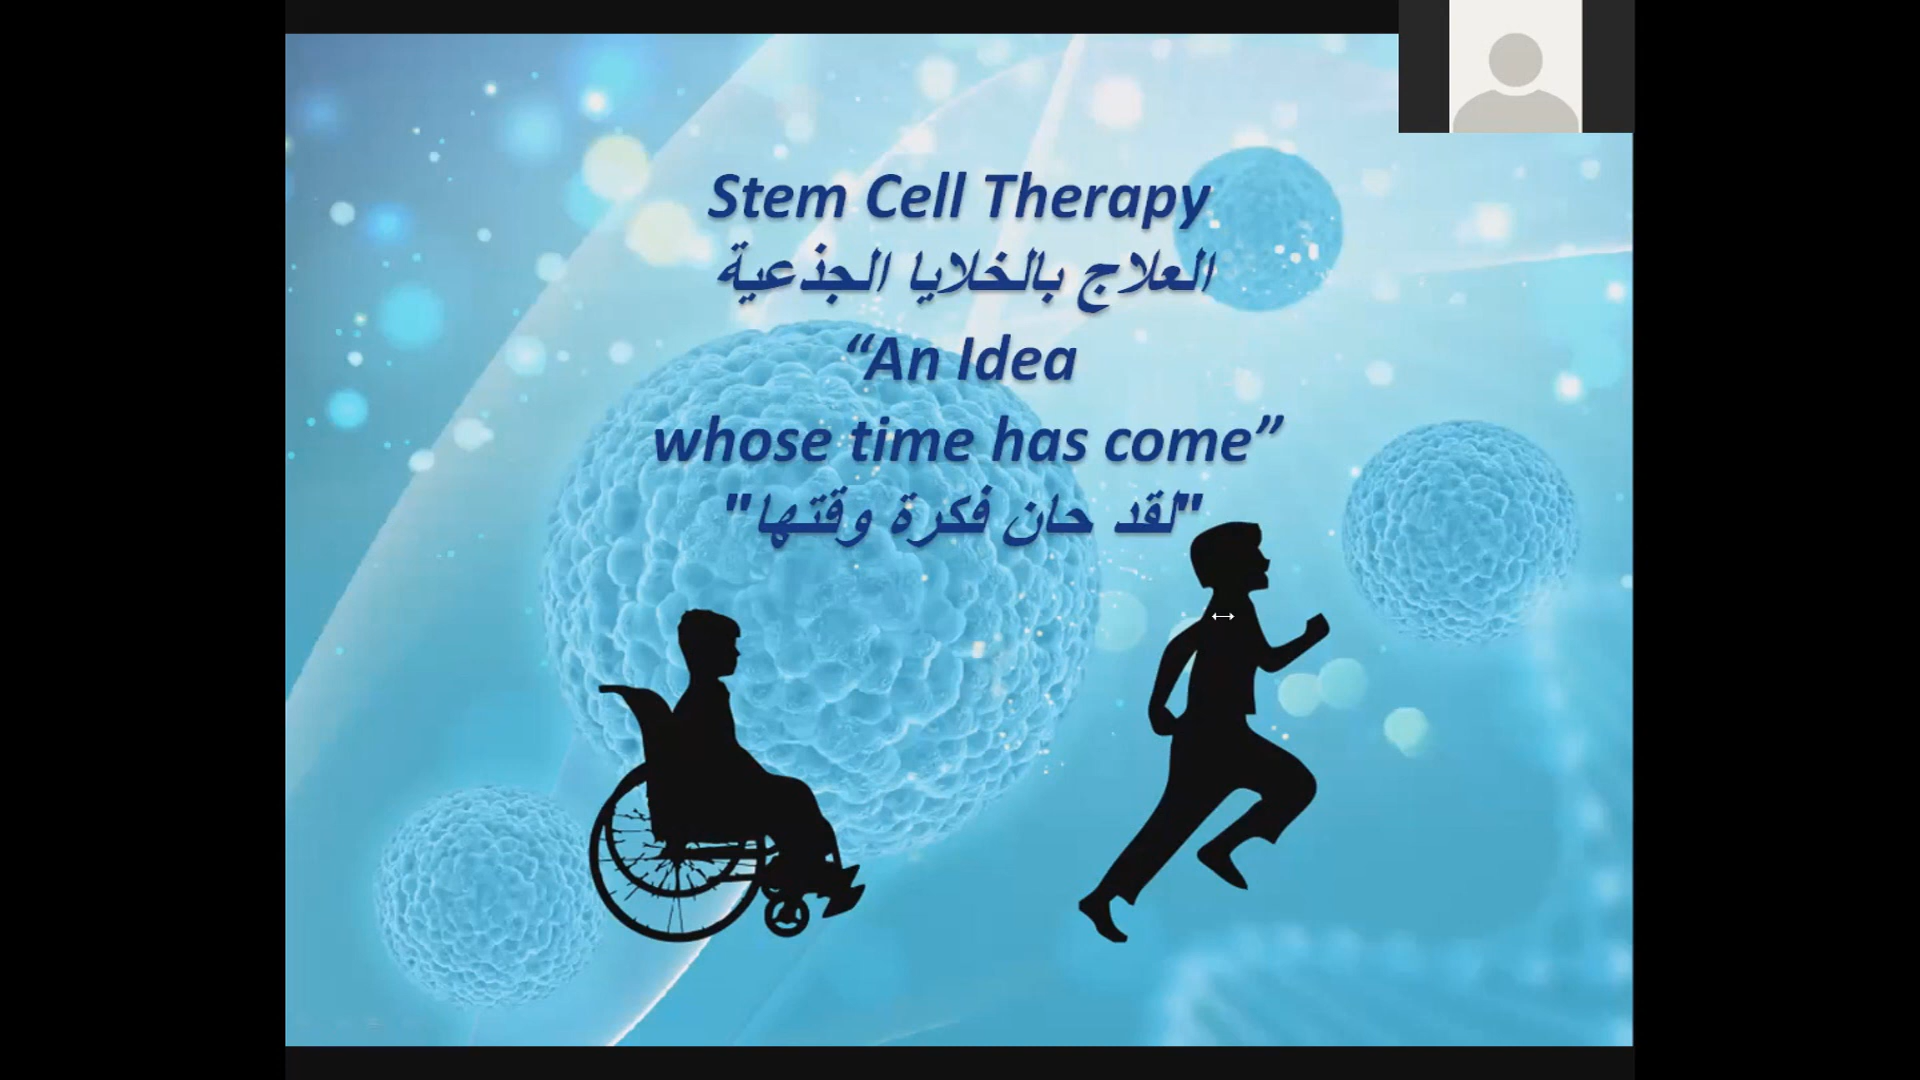 Stem Cell Therapy
العلاج بالخلايا الجذعية
“An Idea
whose time has come”
"لقد حان فكرة وقتها"